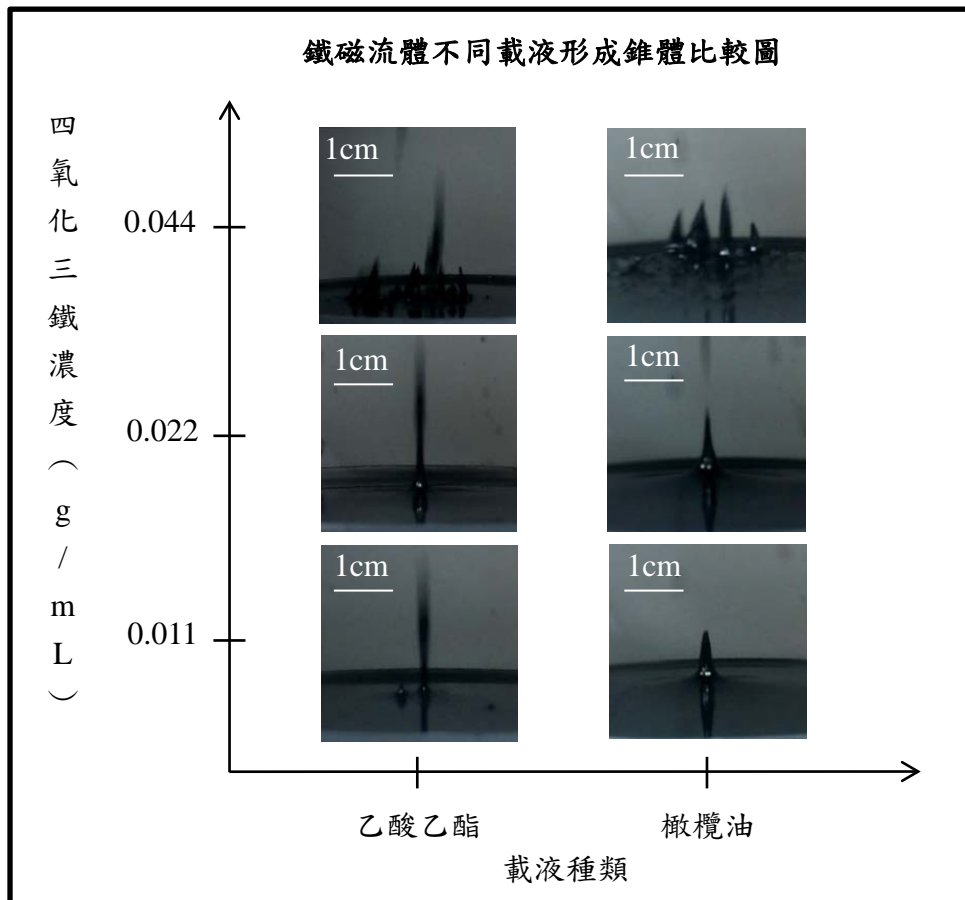 鐵磁流體不同載液形成錐體比較圖
四氧化三鐵濃度（g/mL）
0.044
1cm
1cm
0.022
1cm
1cm
0.011
1cm
1cm
乙酸乙酯
橄欖油
載液種類